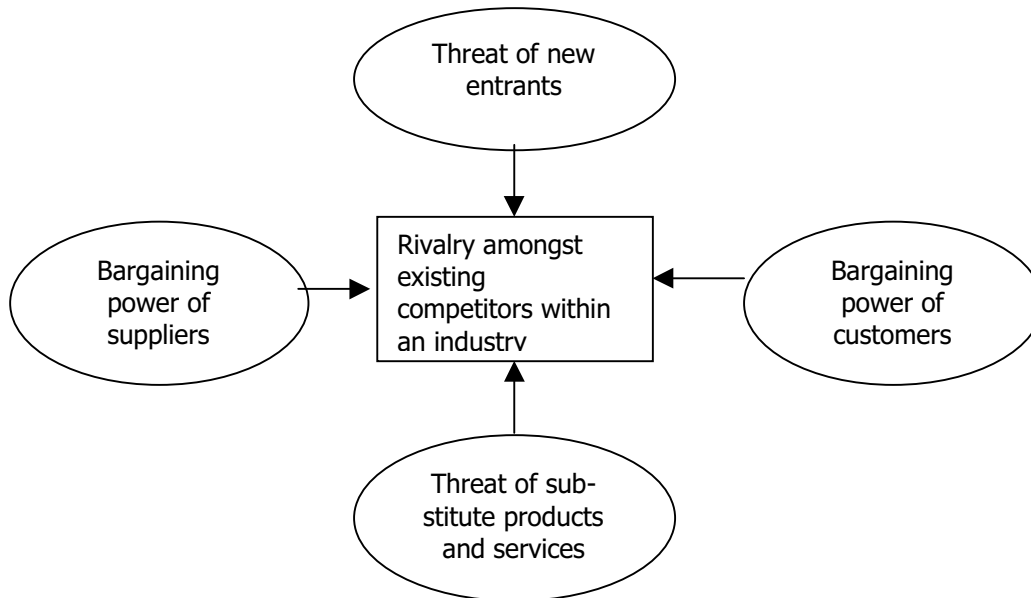 Threat of new
entrants
Rivalry amongst
existing
competitors within
an industry
Bargaining
power of
suppliers
Bargaining
power of
customers
Threat of sub-
stitute products
and services